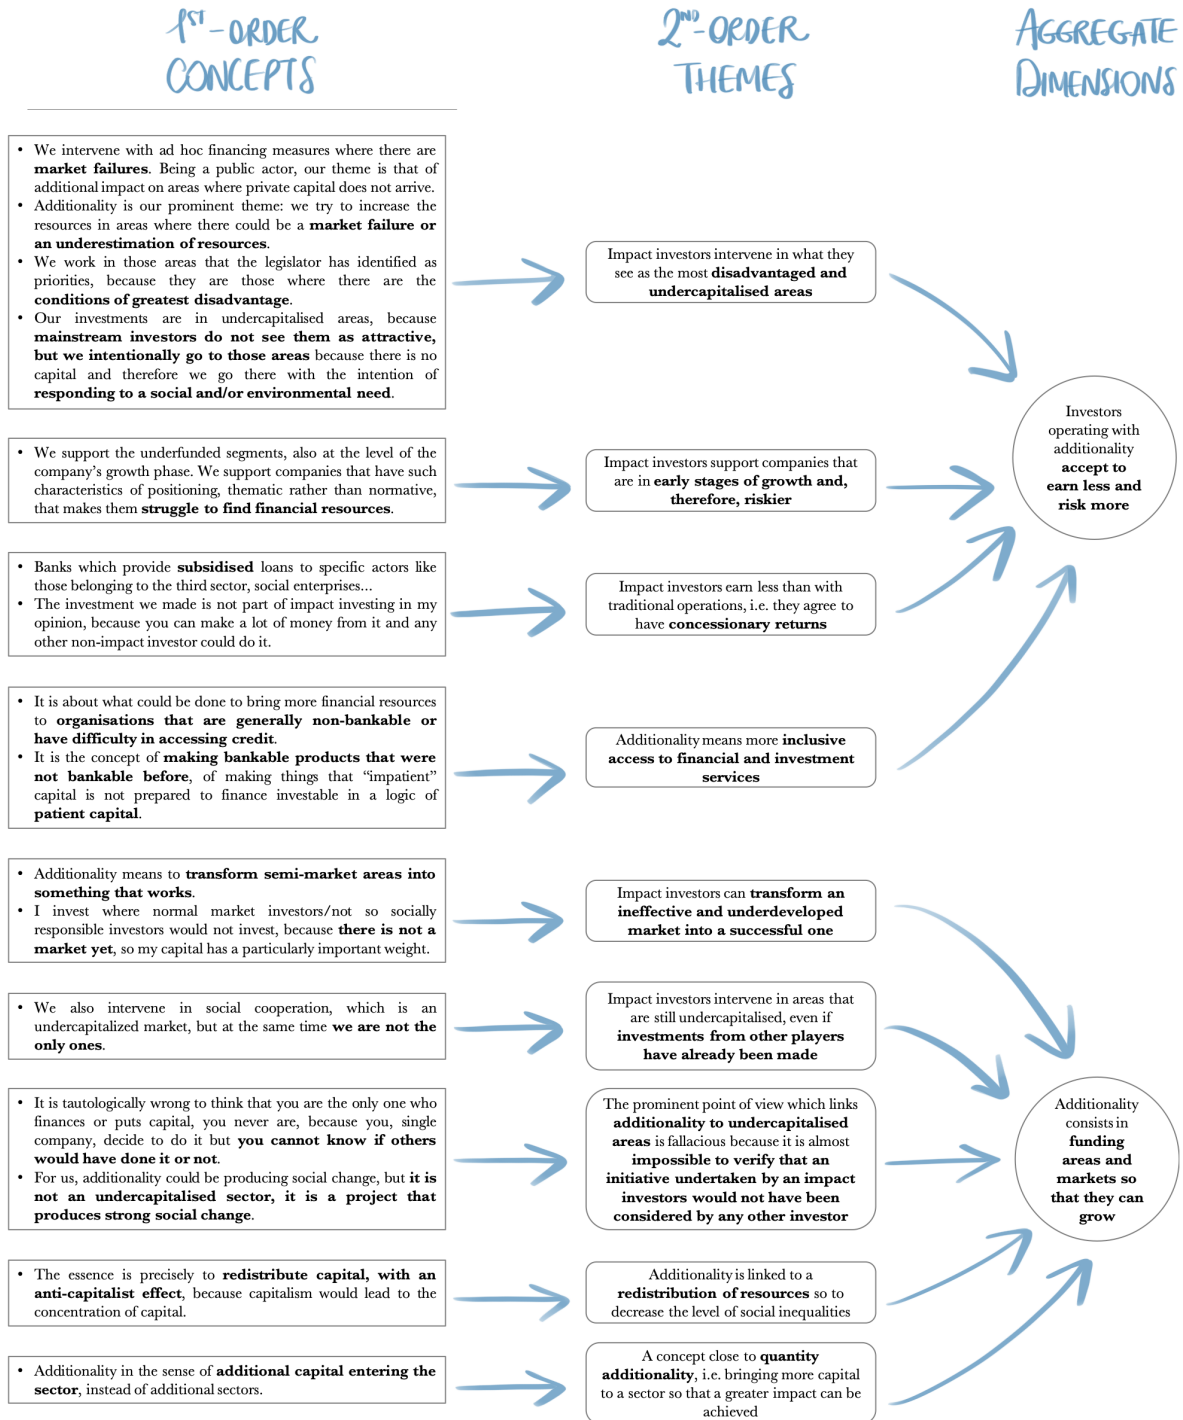 1ST-ORDER
CONCEPTS
2ND-ORDER
THEMES
AGGREGATE
DIMENSIONS
• We intervene with ad hoc financing measures where there are
market failures. Being a public actor, our theme is that of
additional impact on areas where private capital does not arrive.
• Additionality is our prominent theme: we try to increase the
resources in areas where there could be a market failure or
an underestimation of resources.
• We work in those areas that the legislator has identified as
priorities, because they are those where there are the
conditions of greatest disadvantage.
• Our investments are in undercapitalised areas, because
mainstream investors do not see them as attractive,
but we intentionally go to those areas because there is no
capital and therefore we go there with the intention of
responding to a social and/or environmental need.
Impact investors intervene in what they
see as the most disadvantaged and
undercapitalised areas
• We support the underfunded segments, also at the level of the
company's growth phase. We support companies that have such
characteristics of positioning, thematic rather than normative,
that makes them struggle to find financial resources.
Impact investors support companies that
are in early stages of growth and,
therefore, riskier
• Banks which provide subsidised loans to specific actors like
those belonging to the third sector, social enterprises...
• The investment we made is not part of impact investing in my
opinion, because you can make a lot of money from it and any
other non-impact investor could do it.
Impact investors earn less than with
traditional operations, i.e. they agree to
have concessionary returns
• It is about what could be done to bring more financial resources
to organisations that are generally non-bankable or
have difficulty in accessing credit.
• It is the concept of making bankable products that were
not bankable before, of making things that “impatient”
capital is not prepared to finance investable in a logic of
patient capital.
Additionality means more inclusive
access to financial and investment
services
Investors
operating with
additionality
accept to
earn less and
risk more
• Additionality means to transform semi-market areas into
something that works.
• I invest where normal market investors/not so socially
responsible investors would not invest, because there is not a
market yet, so my capital has a particularly important weight.
Impact investors can transform an
ineffective and underdeveloped
market into a successful one
• We also intervene in social cooperation, which is an
undercapitalized market, but at the same time we are not the
only ones.
Impact investors intervene in areas that
are still undercapitalised, even if
investments from other players
have already been made
• It is tautologically wrong to think that you are the only one who
finances or puts capital, you never are, because you, single
company, decide to do it but you cannot know if others
would have done it or not.
• For us, additionality could be producing social change, but it is
not an undercapitalised sector, it is a project that
produces strong social change.
The prominent point of view which links
additionality to undercapitalised
areas is fallacious because it is almost
impossible to verify that an
initiative undertaken by an impact
investors would not have been
considered by any other investor
• The essence is precisely to redistribute capital, with an
anti-capitalist effect, because capitalism would lead to the
concentration of capital.
Additionality is linked to a
redistribution of resources so to
decrease the level of social inequalities
• Additionality in the sense of additional capital entering the
sector, instead of additional sectors.
A concept close to quantity
additionality, i.e. bringing more capital
to a sector so that a greater impact can be
achieved
Additionality
consists in
funding
areas and
markets so
that they can
grow